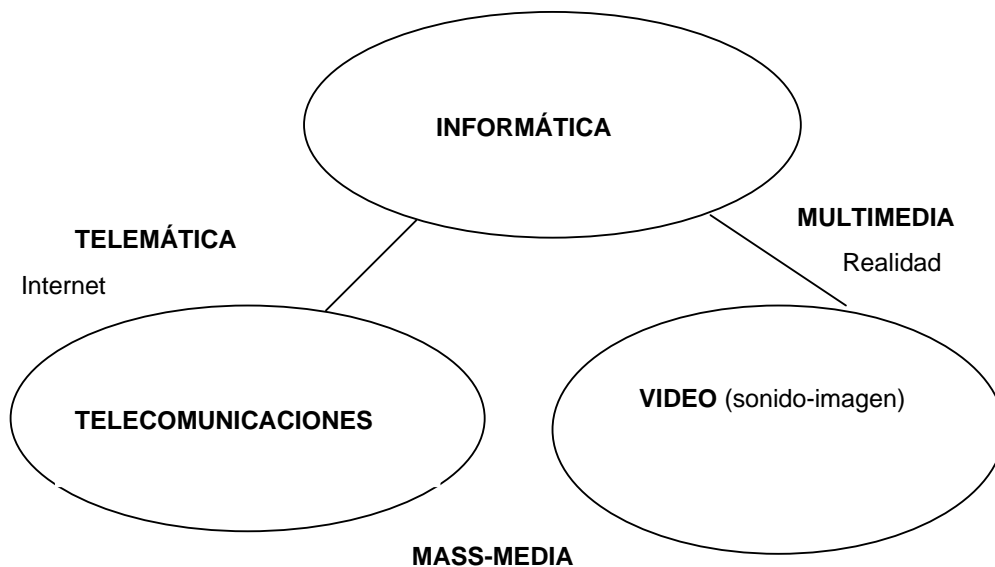 INFORMÁTICA
MULTIMEDIA
TELEMÁTICA
Realidad
Internet
VIDEO (sonido-imagen)
TELECOMUNICACIONES
MASS-MEDIA